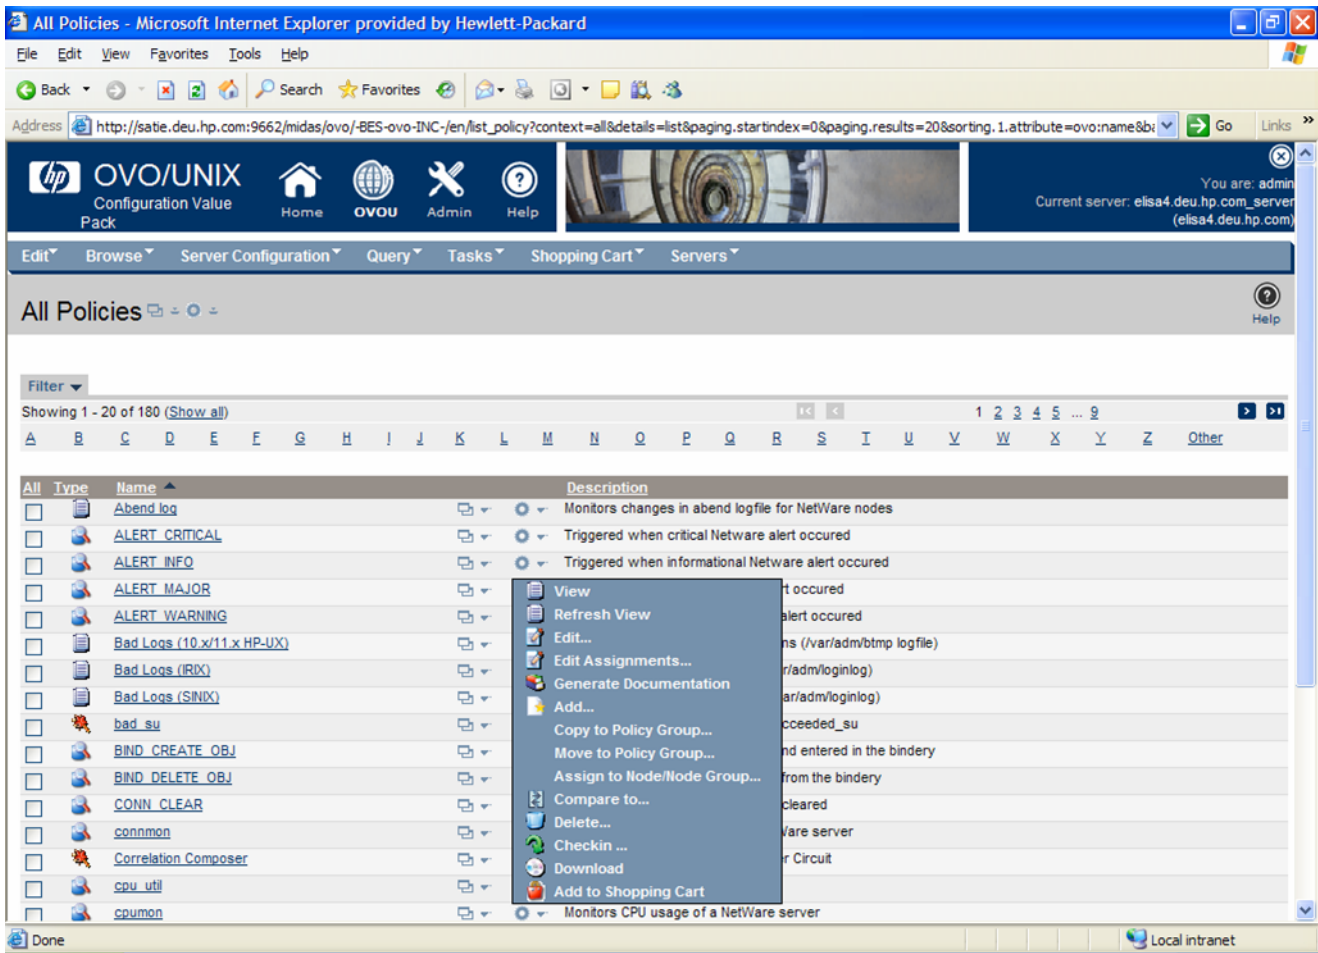 All Policies - Microsoft Internet Explorer provided by Hewlett-Packard
File Edit View Favorites Tools Help
Back Search Favorites
Address http://satie.deu.hp.com:9662/midas/ovo/-BES-ovo-INC-/en/list_policy?context=all&details=list&paging.startindex=0&paging.results=20&sorting.1.attribute=ovo:name&b Go Links »
hp OVO/UNIX
Configuration Value
Pack
Home OVOU Admin Help
You are: admin
Current server: elisa4.deu.hp.com_server
(elisa4.deu.hp.com)
Edit Browse Server Configuration Query Tasks Shopping Cart Servers
All Policies
Help
Filter
Showing 1 - 20 of 180 (Show all) 1 2 3 4 5 ... 9
A B C D E F G H I J K L M N O P Q R S T U V W X Y Z Other
All Type Name Description
Abend log Monitors changes in abend logfile for NetWare nodes
ALERT_CRITICAL Triggered when critical Netware alert occured
ALERT_INFO Triggered when informational Netware alert occured
ALERT_MAJOR View rt occured
ALERT_WARNING Refresh View alert occured
Bad Logs (10.x/11.x HP-UX) Edit... ns (/var/adm/btmp logfile)
Bad Logs (IRIX) Edit Assignments... r/adm/loginlog)
Bad Logs (SINIX) Generate Documentation ar/adm/loginlog)
bad_su Add... cceeded_su
BIND_CREATE_OBJ Copy to Policy Group... nd entered in the bindery
Move to Policy Group...
BIND_DELETE_OBJ Assign to Node/Node Group... from the bindery
CONN_CLEAR Compare to... cleared
connmon Delete... Ware server
Correlation Composer Checkin ... r Circuit
cpu_util Download
Add to Shopping Cart
cpumon Monitors CPU usage of a NetWare server
Done Local intranet